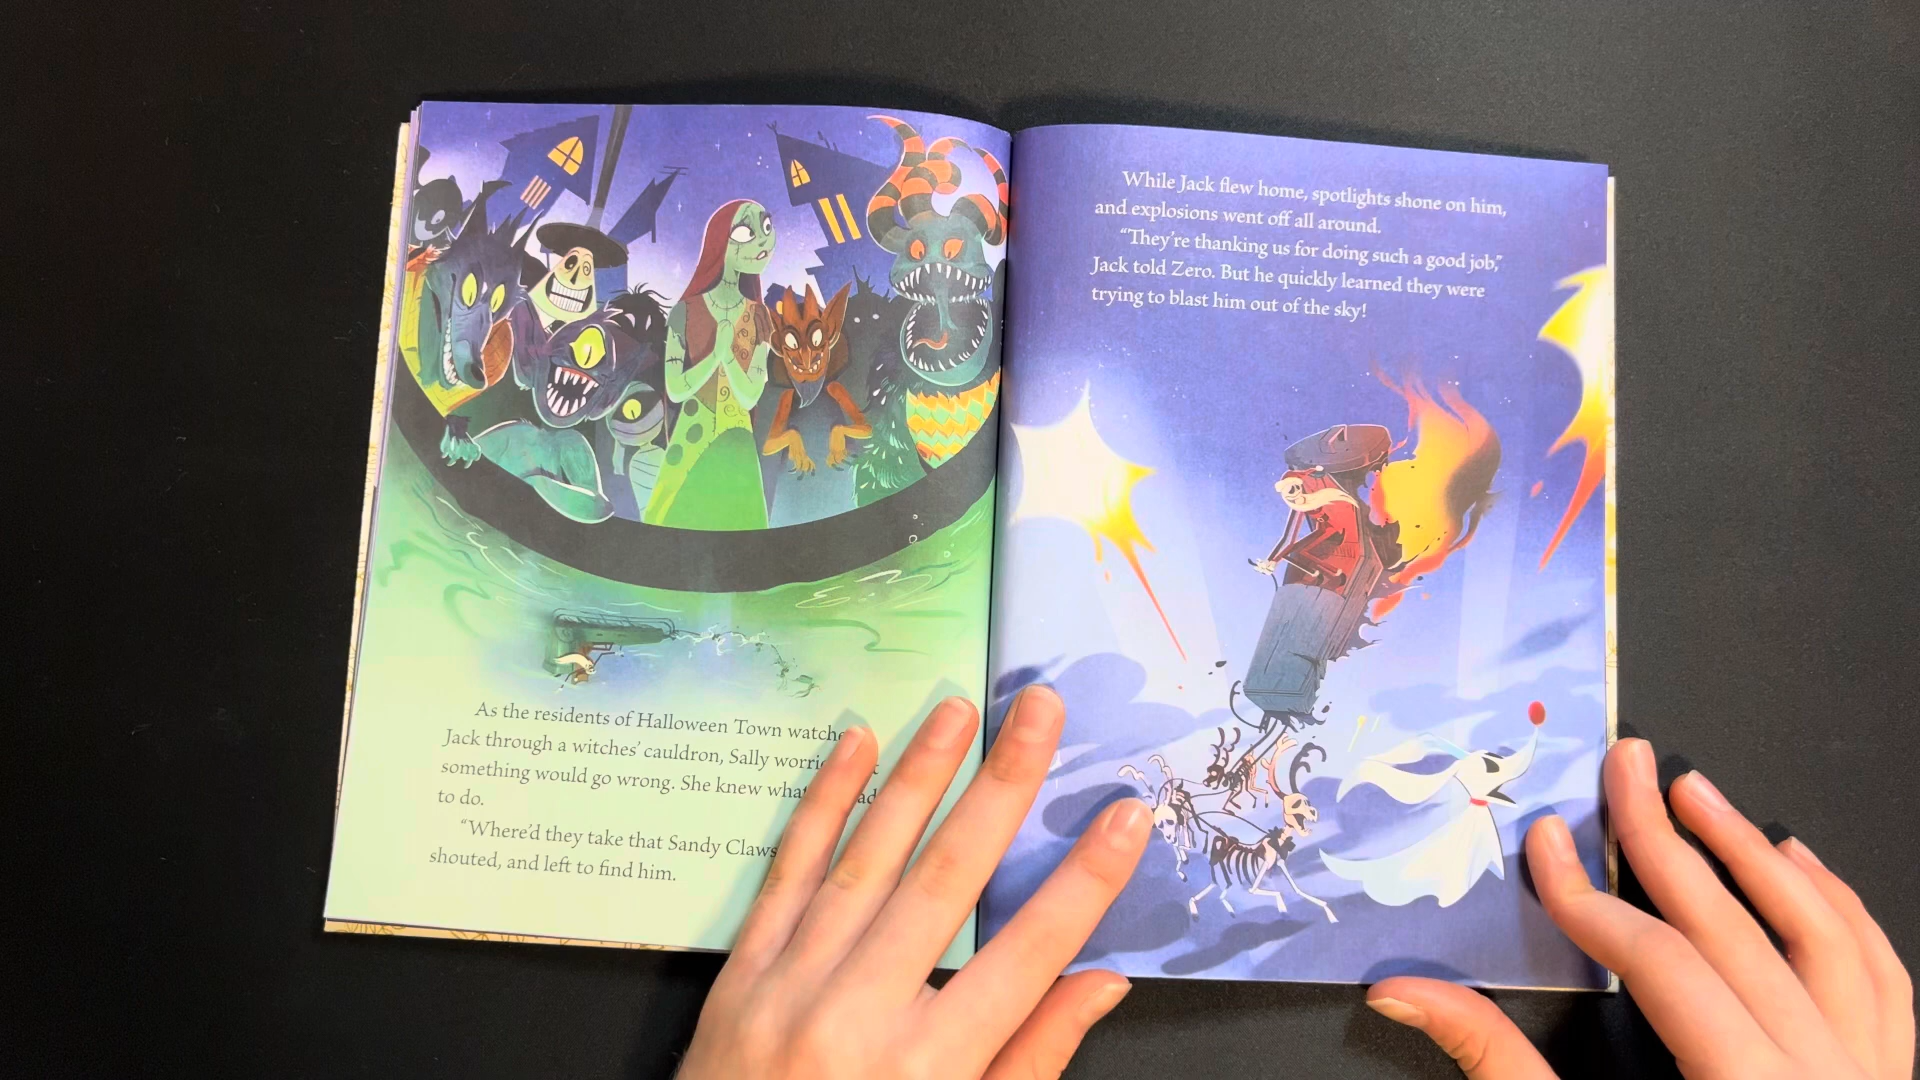 As the residents of Halloween Town watche
Jack through a witches' cauldron, Sally worri
something would go wrong. She knew what
to do.
"Where'd they take that Sandy Claws
shouted, and left to find him.
While Jack flew home, spotlights shone on him,
and explosions went off all around.
"They're thanking us for doing such a good job,"
Jack told Zero. But he quickly learned they were
trying to blast him out of the sky!